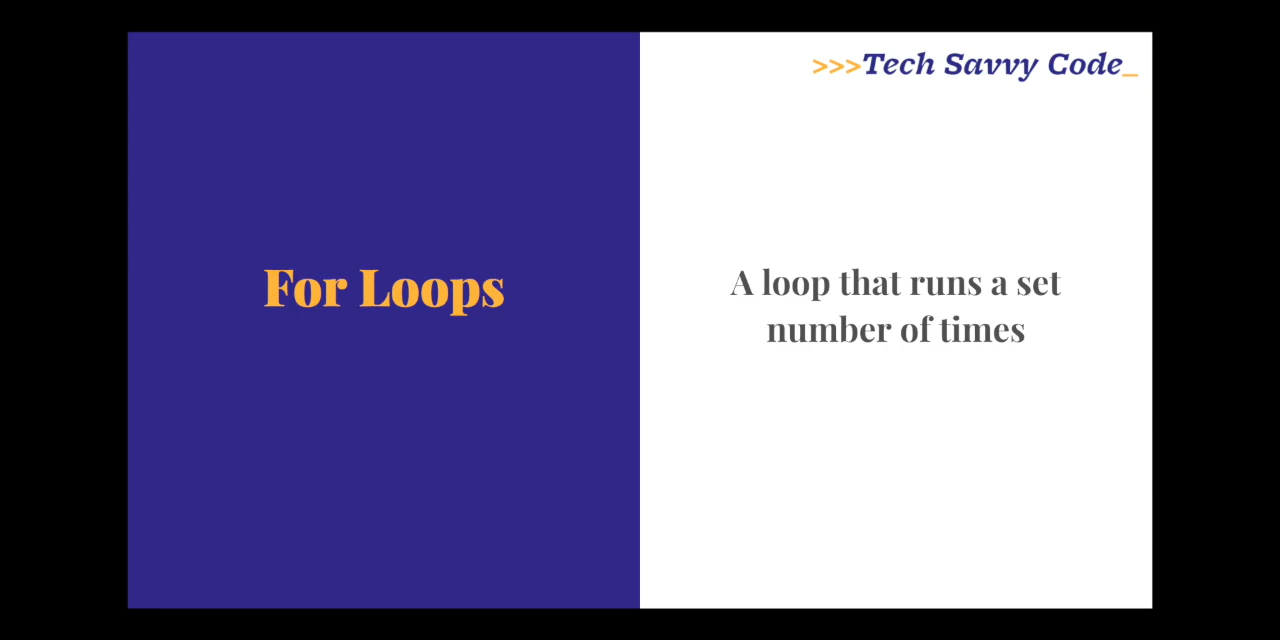 >>>Tech Savvy Code_
For Loops
A loop that runs a set
number of times